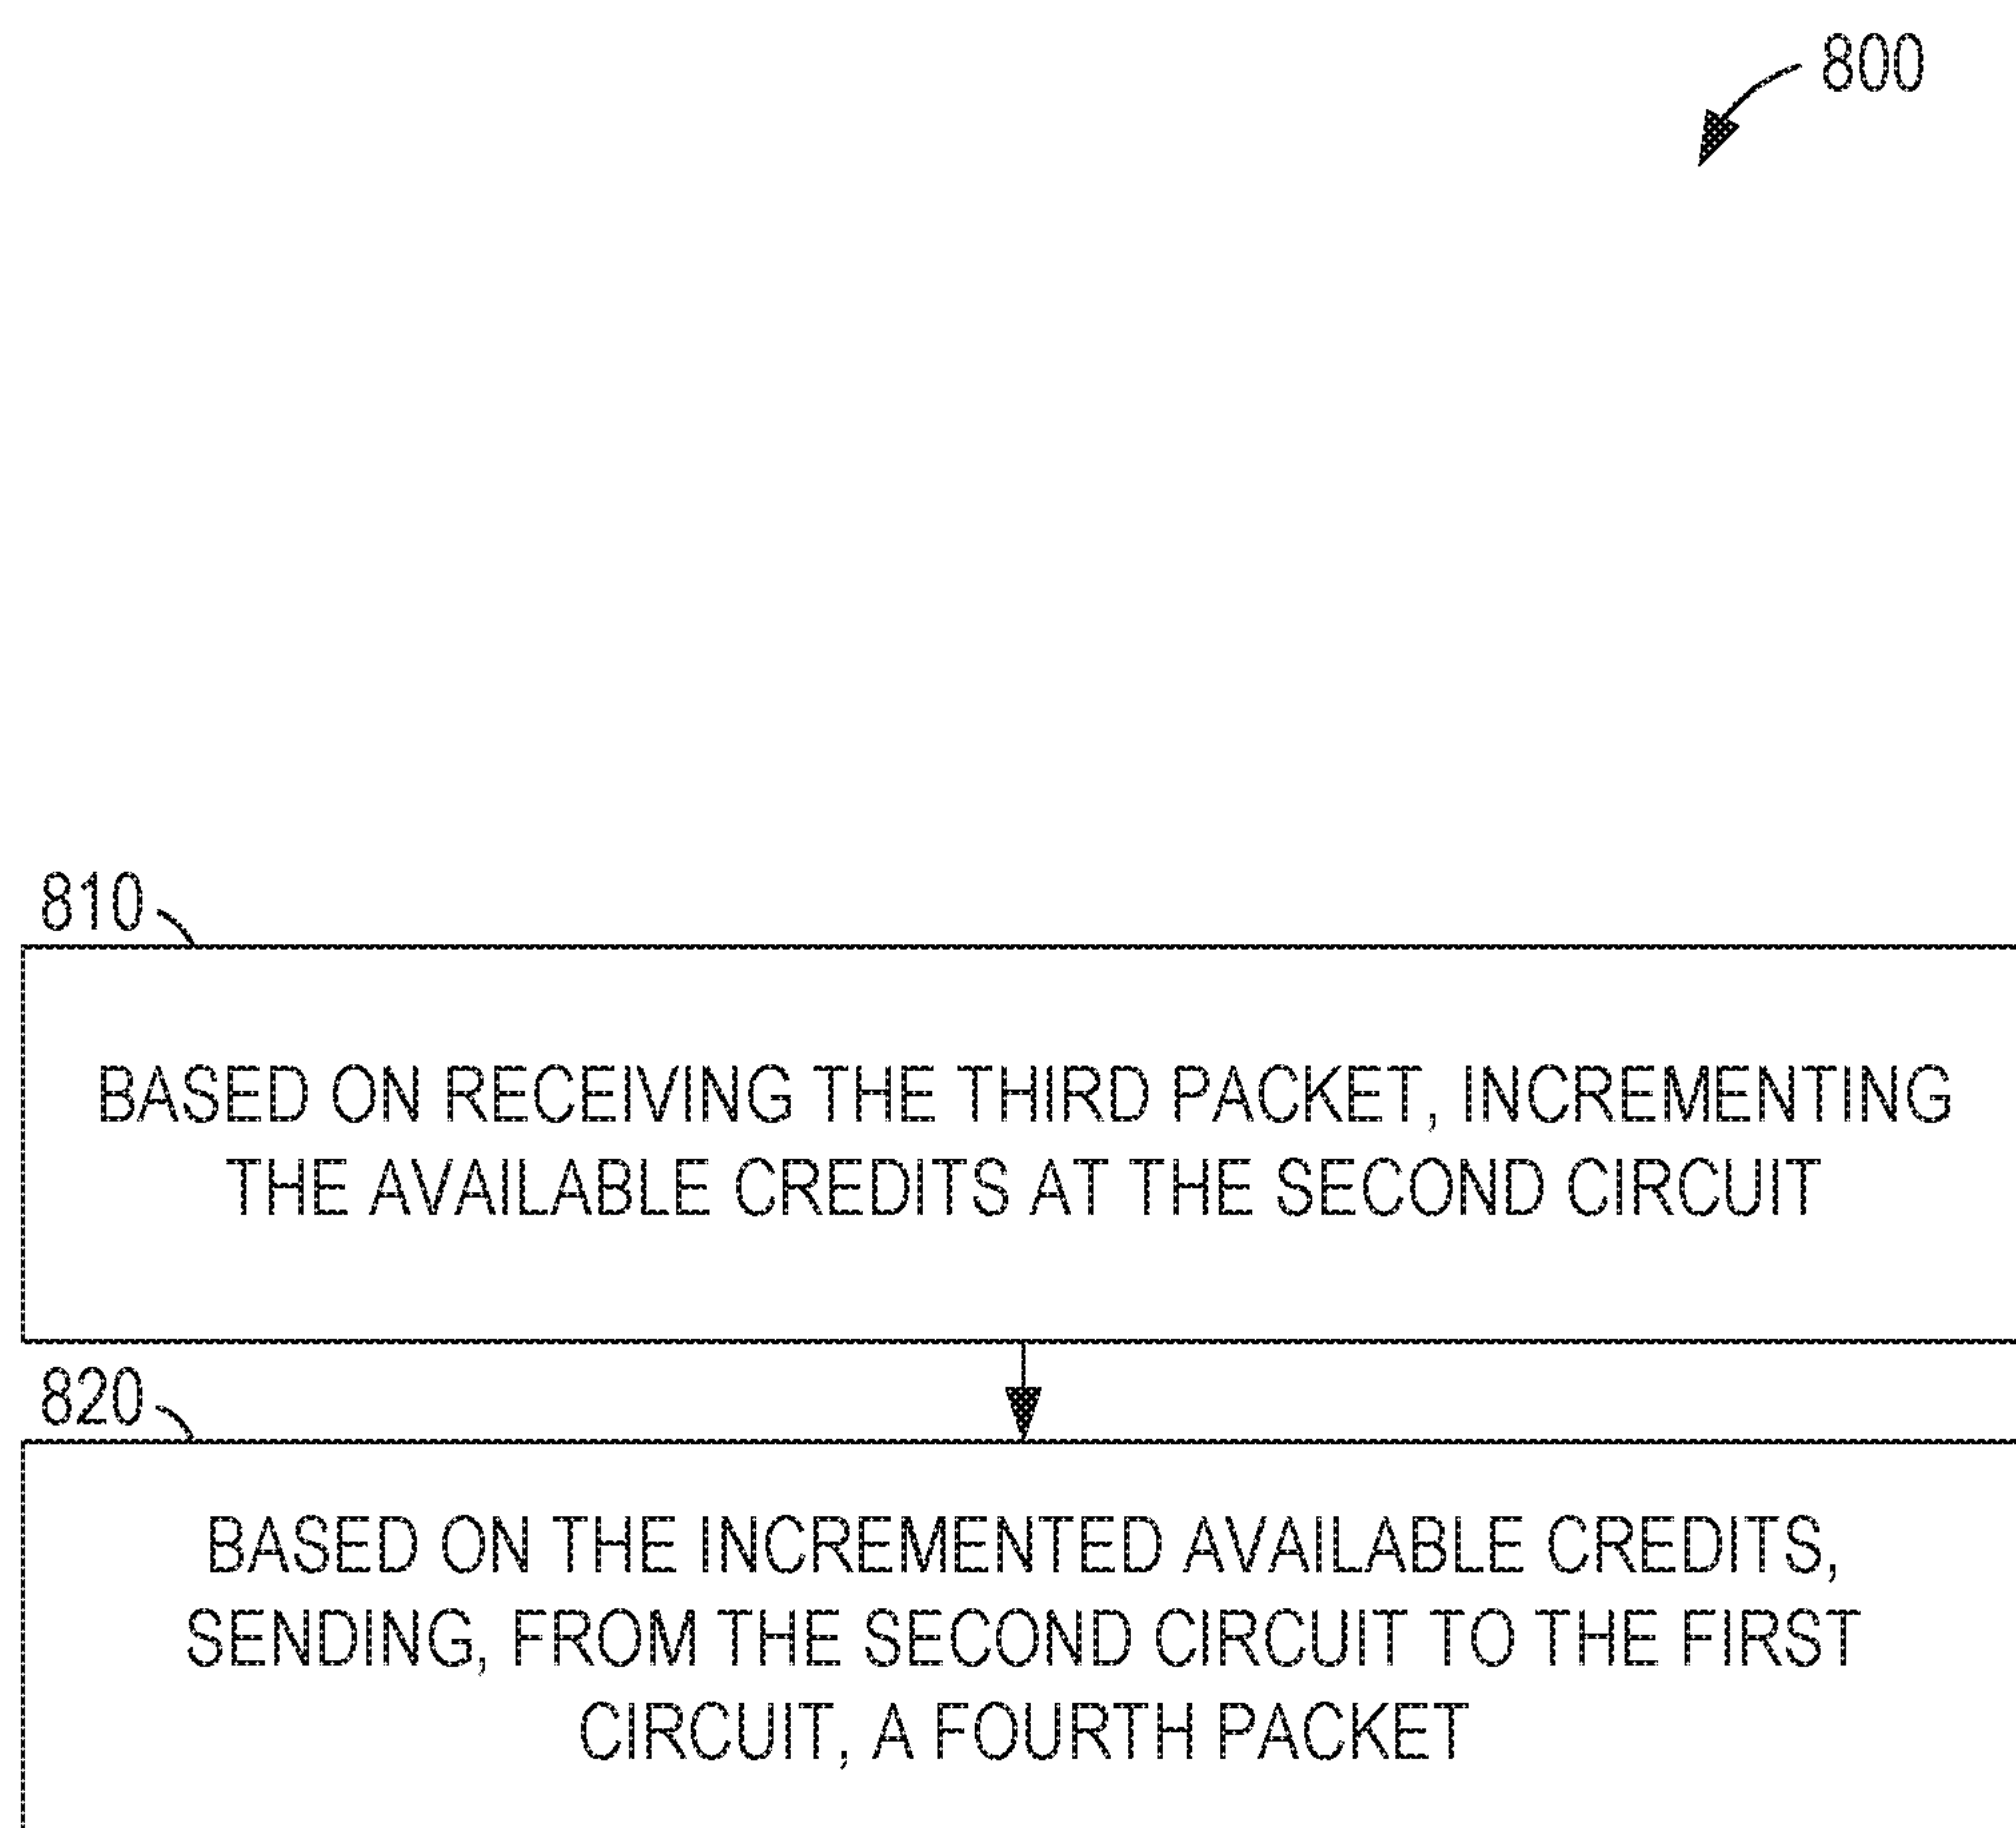 800
810
BASED ON RECEIVING THE THIRD PACKET, INCREMENTING
THE AVAILABLE CREDITS AT THE SECOND CIRCUIT
820
BASED ON THE INCREMENTED AVAILABLE CREDITS,
SENDING, FROM THE SECOND CIRCUIT TO THE FIRST
CIRCUIT, A FOURTH PACKET